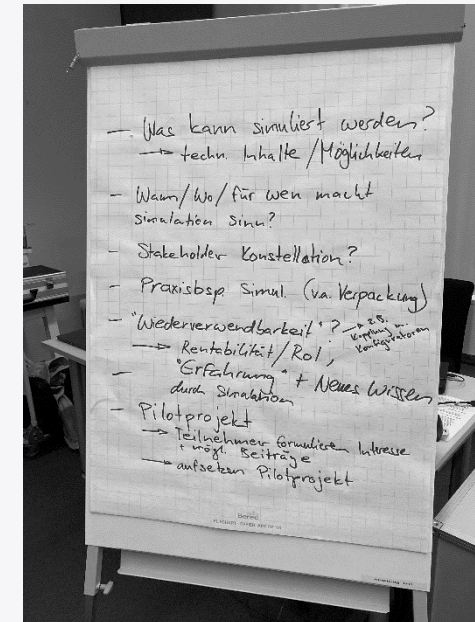 — Was kann simuliert werden?
→ techn. Inhalte/Möglichkeiten
- Wann/Wo/für wen macht
simulation sinn?
- Stakeholder Konstellation?
- Praxisbsp. Simul. (va. Verpackung)
- "Wiederverwendbarkeit"? → z.B.
Kopplung m.
Konfiguratoren
→ Rentabilität/RoI,
- "Erfahrung" + Neues Wissen
durch Simulation
- Pilotprojekt
→ Teilnehmer formulieren Interesse
+ mögl. Beiträge
→ aufsetzen Pilotprojekt